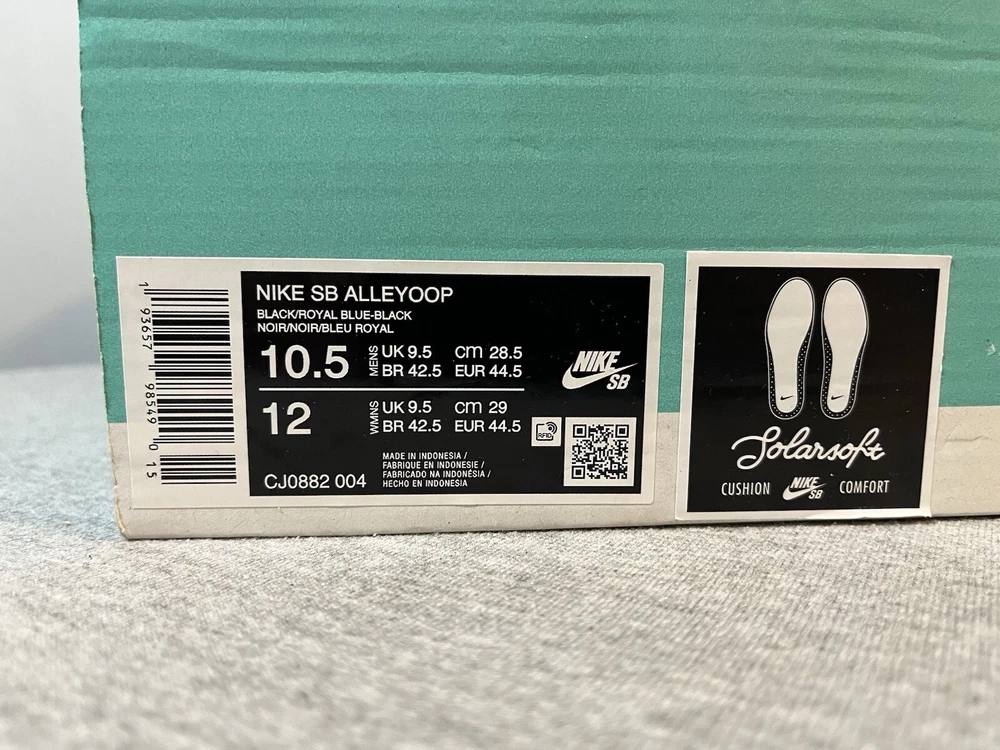 1 93657 98549 0 15
NIKE SB ALLEYOOP
BLACK/ROYAL BLUE-BLACK
NOIR/NOIR/BLEU ROYAL
10.5 MENS UK 9.5 cm 28.5
BR 42.5 EUR 44.5
12 WMNS UK 9.5 cm 29
BR 42.5 EUR 44.5
NIKE SB
RFID
MADE IN INDONESIA /
FABRIQUE EN INDONESIE /
FABRICADO NA INDONÉSIA /
HECHO EN INDONESIA
CJ0882 004
Solarsoft
CUSHION NIKE SB COMFORT